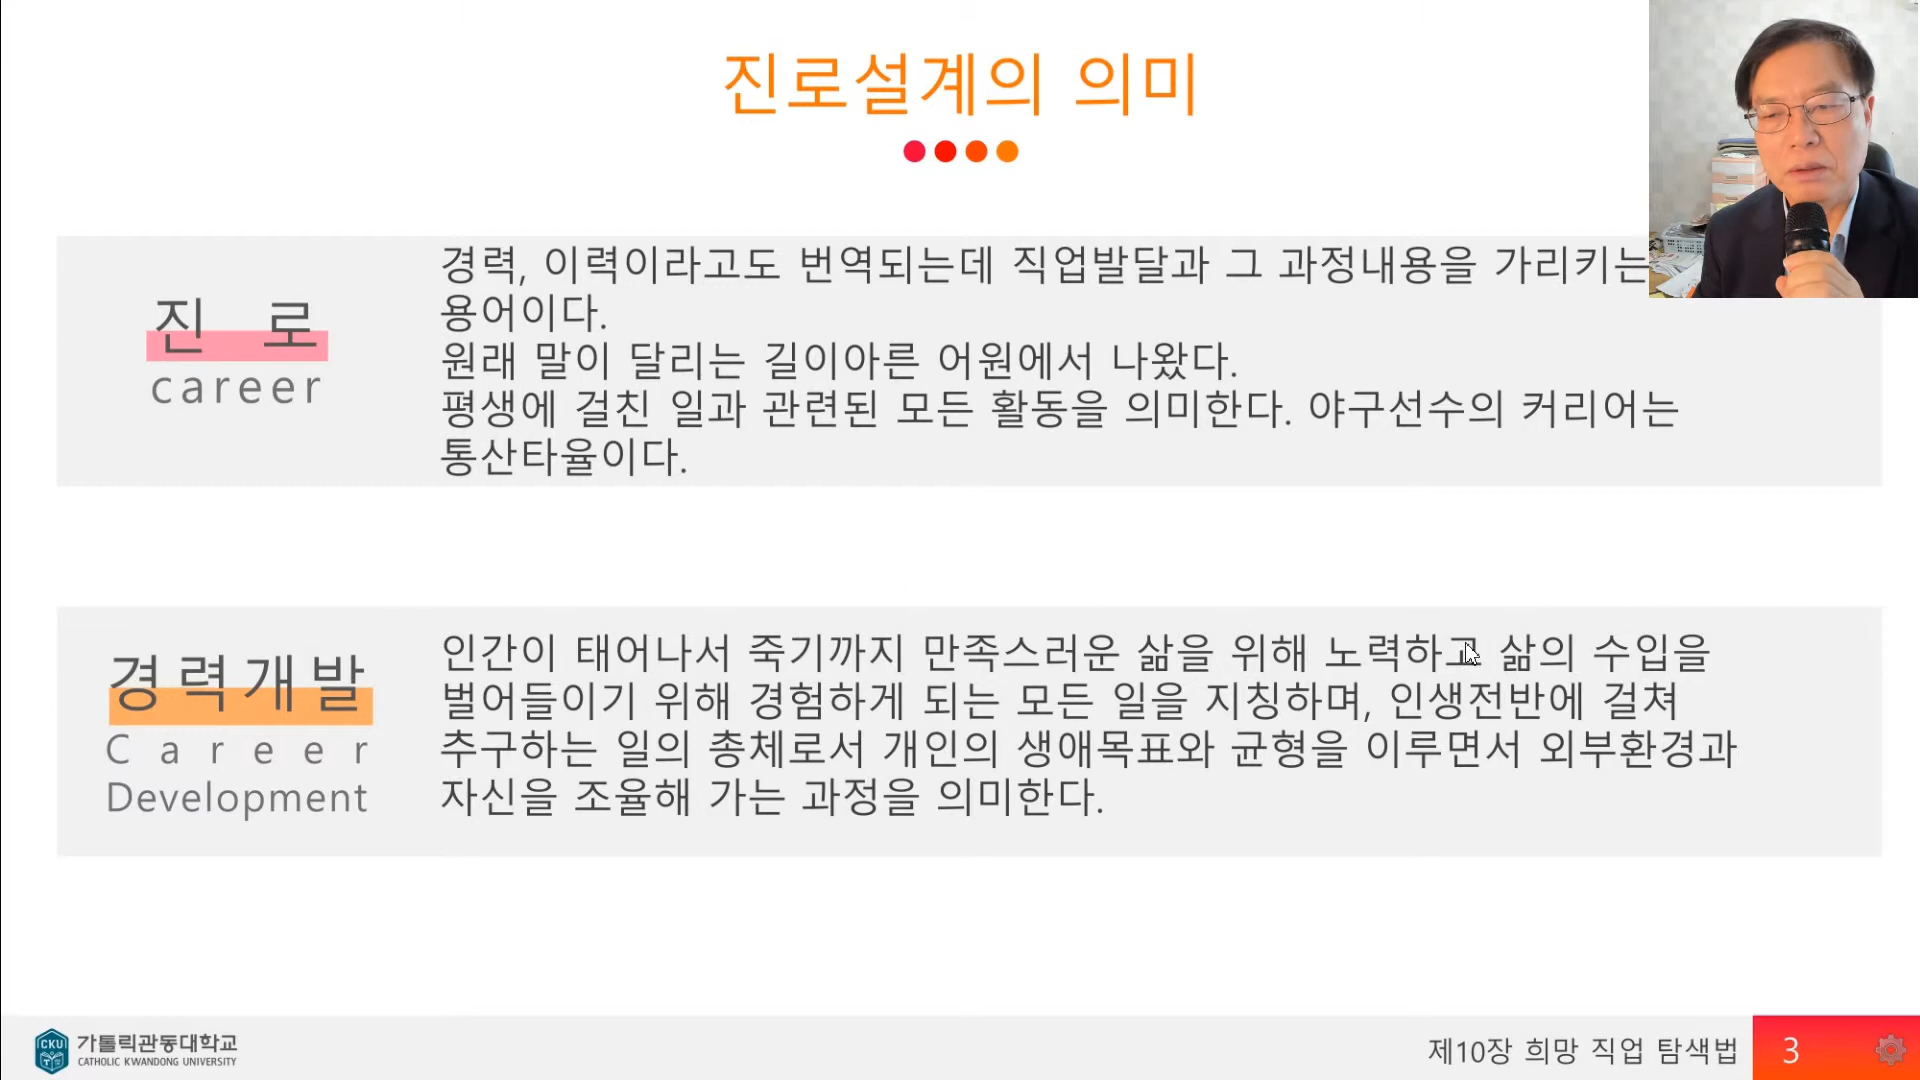 진로설계의 의미
진 로
career
경력, 이력이라고도 번역되는데 직업발달과 그 과정내용을 가리키는
용어이다.
원래 말이 달리는 길이아른 어원에서 나왔다.
평생에 걸친 일과 관련된 모든 활동을 의미한다. 야구선수의 커리어는
통산타율이다.
경력개발
Career
Development
인간이 태어나서 죽기까지 만족스러운 삶을 위해 노력하고 삶의 수입을
벌어들이기 위해 경험하게 되는 모든 일을 지칭하며, 인생전반에 걸쳐
추구하는 일의 총체로서 개인의 생애목표와 균형을 이루면서 외부환경과
자신을 조율해 가는 과정을 의미한다.
CKU
가톨릭관동대학교
CATHOLIC KWANDONG UNIVERSITY
제10장 희망 직업 탐색법
3